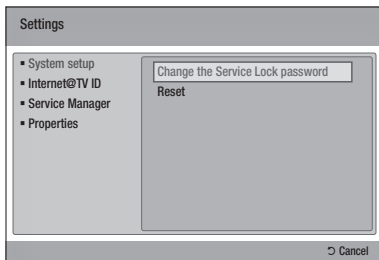 Settings
▪ System setup
▪ Internet@TV ID
▪ Service Manager
▪ Properties
Change the Service Lock password
Reset
⮌ Cancel